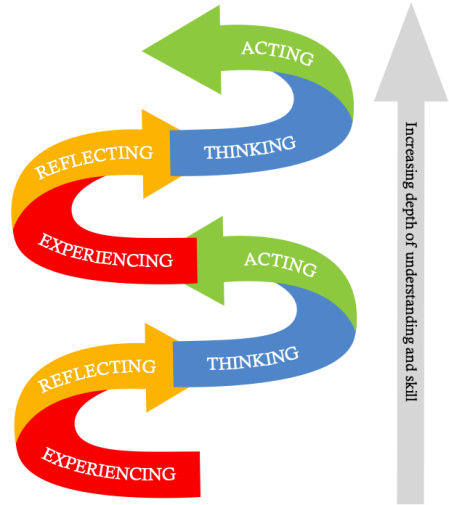 ACTING
THINKING
REFLECTING
EXPERIENCING
ACTING
THINKING
REFLECTING
EXPERIENCING
Increasing depth of understanding and skill